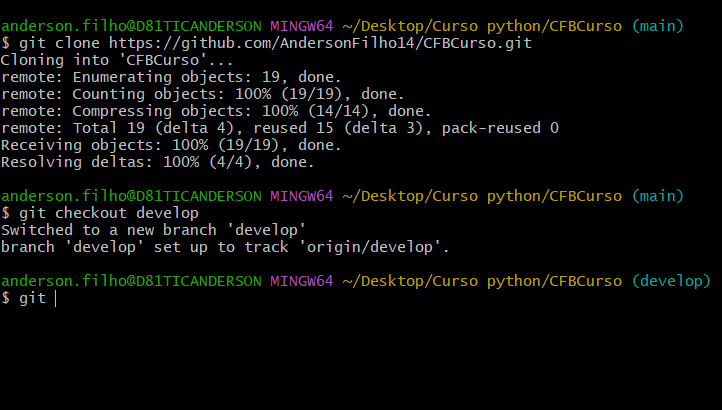 anderson.filho@D81TICANDERSON MINGW64 ~/Desktop/Curso python/CFBCurso (main)
$ git clone https://github.com/AndersonFilho14/CFBCurso.git
Cloning into 'CFBCurso'...
remote: Enumerating objects: 19, done.
remote: Counting objects: 100% (19/19), done.
remote: Compressing objects: 100% (14/14), done.
remote: Total 19 (delta 4), reused 15 (delta 3), pack-reused 0
Receiving objects: 100% (19/19), done.
Resolving deltas: 100% (4/4), done.
anderson.filho@D81TICANDERSON MINGW64 ~/Desktop/Curso python/CFBCurso (main)
$ git checkout develop
Switched to a new branch 'develop'
branch 'develop' set up to track 'origin/develop'.
anderson.filho@D81TICANDERSON MINGW64 ~/Desktop/Curso python/CFBCurso (develop)
$ git